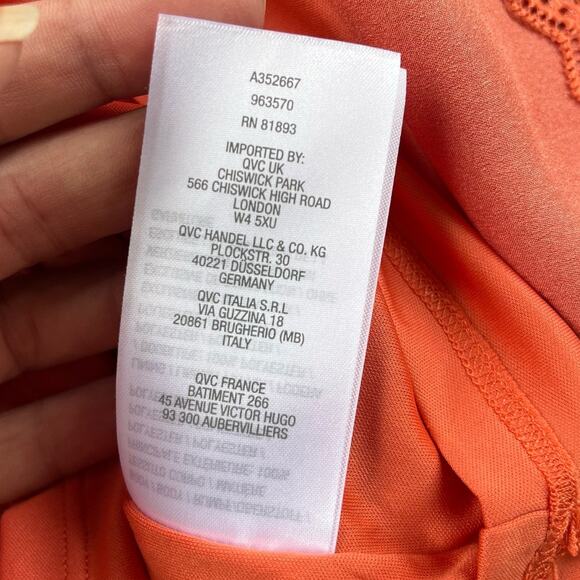 A352667
963570
RN 81893
IMPORTED BY:
QVC UK
CHISWICK PARK
566 CHISWICK HIGH ROAD
LONDON
W4 5XU
QVC HANDEL LLC & CO. KG
PLOCKSTR. 30
40221 DÜSSELDORF
GERMANY
QVC ITALIA S.R.L
VIA GUZZINA 18
20861 BRUGHERIO (MB)
ITALY
QVC FRANCE
BATIMENT 266
45 AVENUE VICTOR HUGO
93 300 AUBERVILLIERS